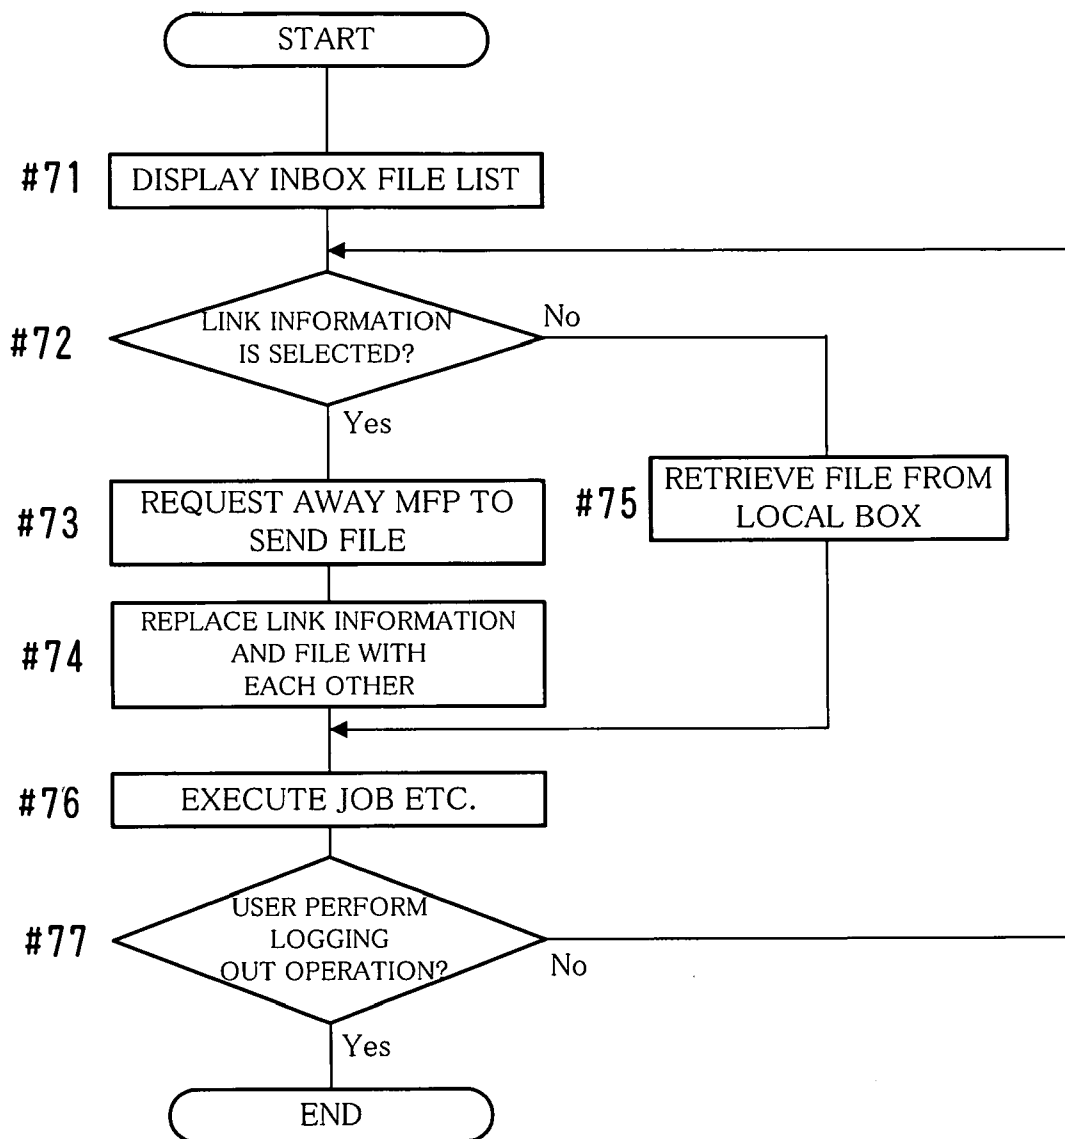 START
#71
DISPLAY INBOX FILE LIST
#72
LINK INFORMATION
IS SELECTED?
No
Yes
#73
REQUEST AWAY MFP TO
SEND FILE
#75
RETRIEVE FILE FROM
LOCAL BOX
#74
REPLACE LINK INFORMATION
AND FILE WITH
EACH OTHER
#76
EXECUTE JOB ETC.
#77
USER PERFORM
LOGGING
OUT OPERATION?
No
Yes
END